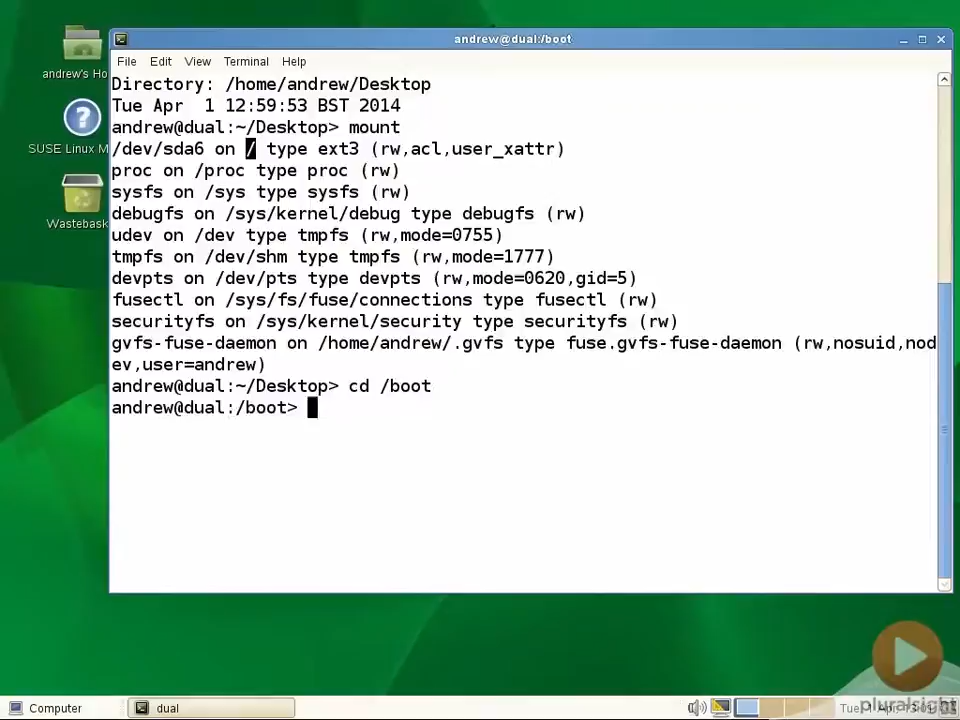 andrew@dual:/boot
andrew's Ho
File Edit View Terminal Help
Directory: /home/andrew/Desktop
Tue Apr  1 12:59:53 BST 2014
andrew@dual:~/Desktop> mount
/dev/sda6 on / type ext3 (rw,acl,user_xattr)
SUSE Linux M
proc on /proc type proc (rw)
sysfs on /sys type sysfs (rw)
debugfs on /sys/kernel/debug type debugfs (rw)
Wastebask
udev on /dev type tmpfs (rw,mode=0755)
tmpfs on /dev/shm type tmpfs (rw,mode=1777)
devpts on /dev/pts type devpts (rw,mode=0620,gid=5)
fusectl on /sys/fs/fuse/connections type fusectl (rw)
securityfs on /sys/kernel/security type securityfs (rw)
gvfs-fuse-daemon on /home/andrew/.gvfs type fuse.gvfs-fuse-daemon (rw,nosuid,nod
ev,user=andrew)
andrew@dual:~/Desktop> cd /boot
andrew@dual:/boot>
Computer
dual
Tue, 1 Apr,
pluralsight